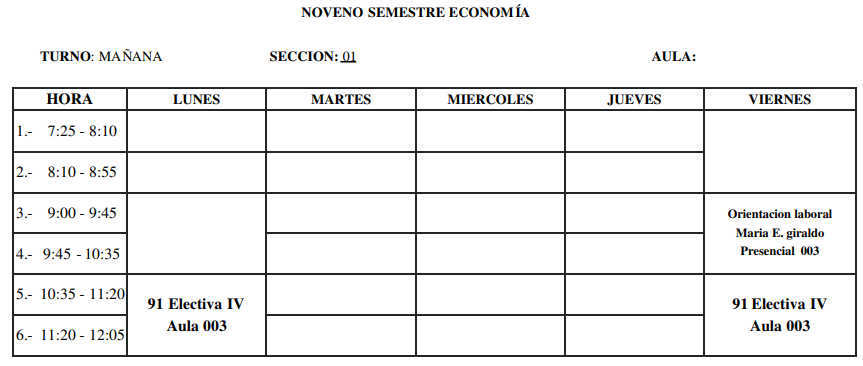 NOVENO SEMESTRE ECONOMÍA
TURNO: MAÑANA SECCION: 01 AULA:
HORA LUNES MARTES MIERCOLES JUEVES VIERNES
1.- 7:25 - 8:10
2.- 8:10 - 8:55
3.- 9:00 - 9:45
4.- 9:45 - 10:35
Orientacion laboral
Maria E. giraldo
Presencial 003
5.- 10:35 - 11:20
6.- 11:20 - 12:05
91 Electiva IV
Aula 003
91 Electiva IV
Aula 003